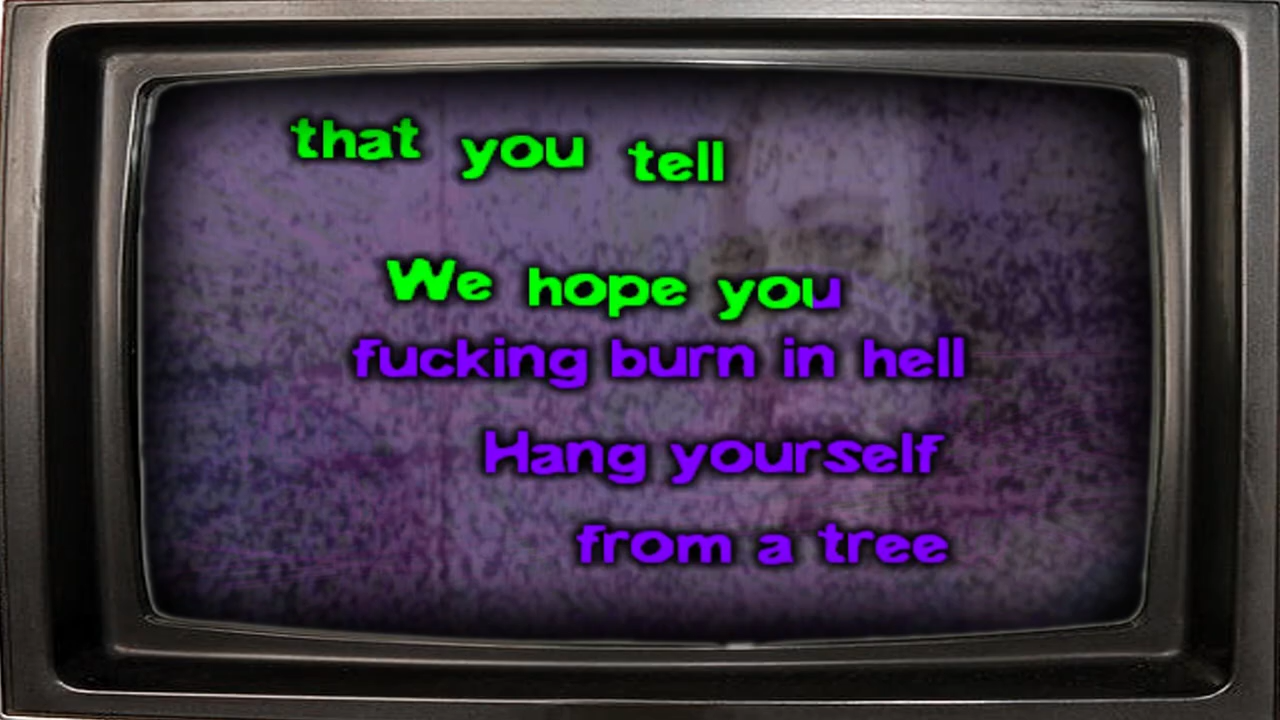 that you tell
We hope you
fucking burn in hell
Hang yourself
from a tree